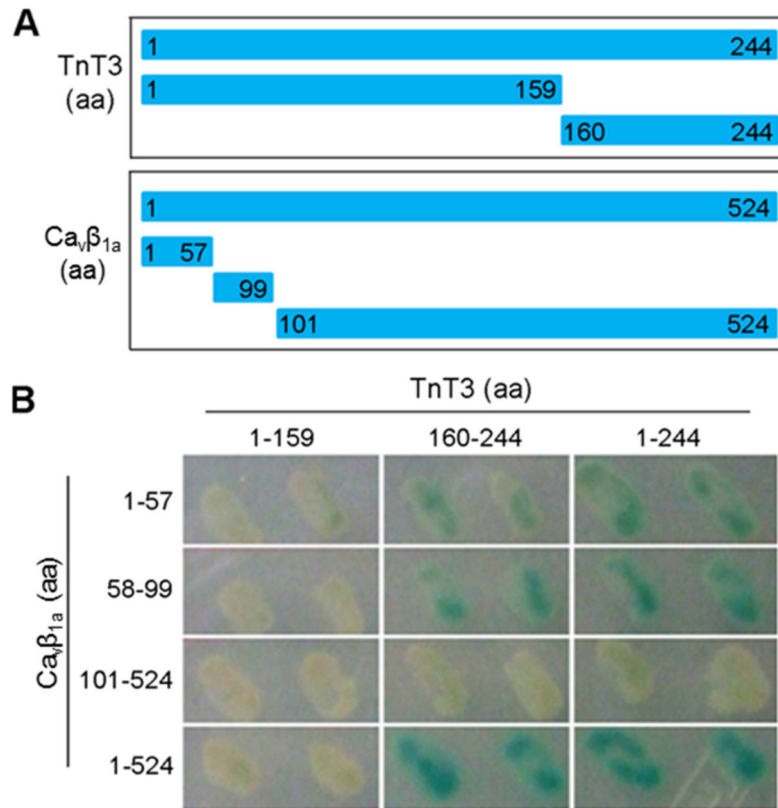 A
TnT3
(aa)
1 244
1 159
160 244
Caᵥβ₁ₐ
(aa)
1 524
1 57
99
101 524
B
TnT3 (aa)
1-159 160-244 1-244
Caᵥβ₁ₐ (aa)
1-57
58-99
101-524
1-524